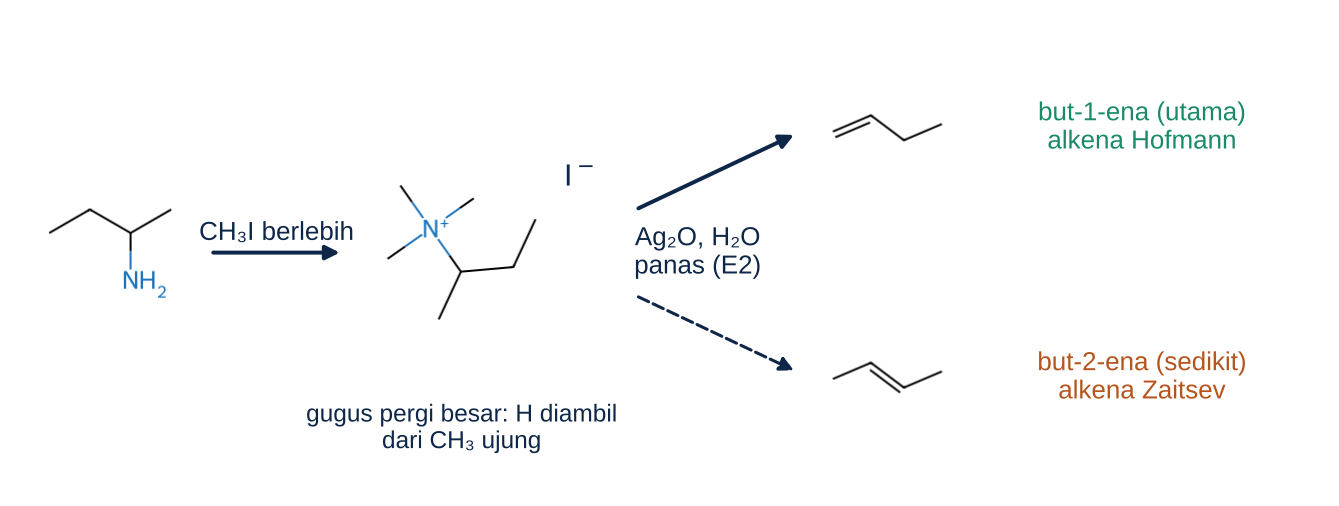 NH₂
CH₃I berlebih
N⁺
I⁻
Ag₂O, H₂O
panas (E2)
but-1-ena (utama)
alkena Hofmann
but-2-ena (sedikit)
alkena Zaitsev
gugus pergi besar: H diambil
dari CH₃ ujung